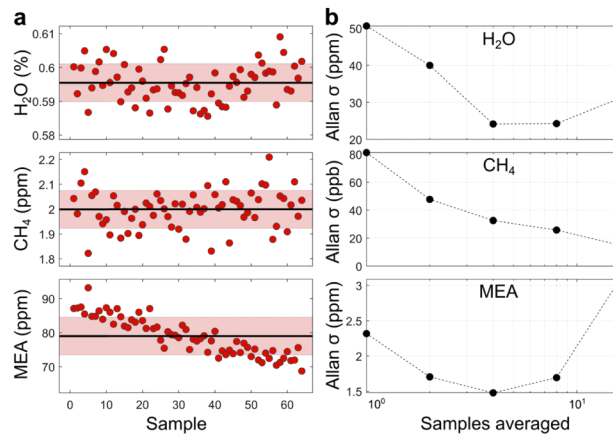 a
b
H₂O (%)
0.61
0.6
0.59
0.58
CH₄ (ppm)
2.2
2.1
2
1.9
1.8
MEA (ppm)
90
80
70
0
10
20
30
40
50
60
Sample
H₂O
Allan σ (ppm)
50
40
30
20
CH₄
Allan σ (ppb)
80
60
40
20
0
MEA
Allan σ (ppm)
3
2.5
2
1.5
10⁰
10¹
Samples averaged